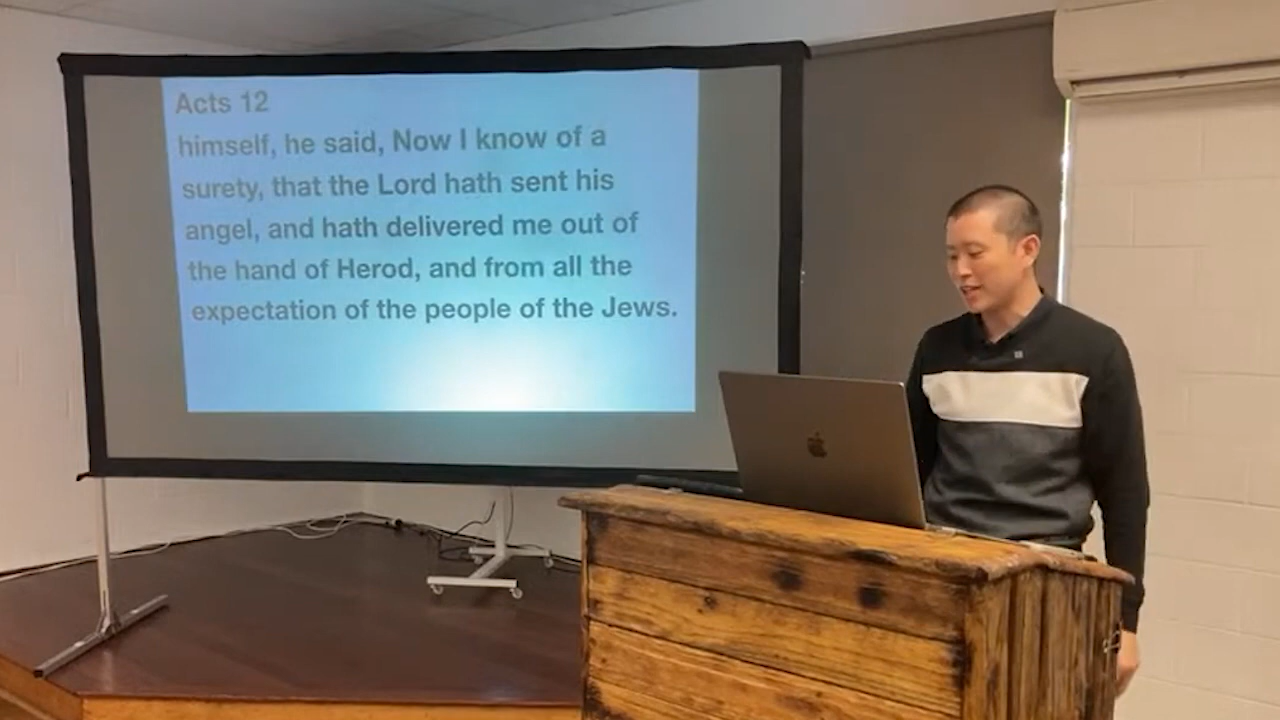 Acts 12
himself, he said, Now I know of a
surety, that the Lord hath sent his
angel, and hath delivered me out of
the hand of Herod, and from all the
expectation of the people of the Jews.